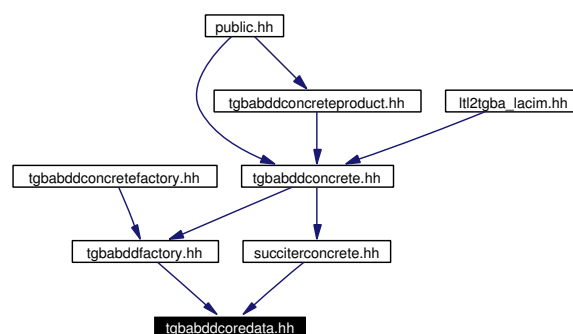 public.hh
tgbabddconcreteproduct.hh
ltl2tgba_lacim.hh
tgbabddconcretefactory.hh
tgbabddconcrete.hh
tgbabddfactory.hh
succiterconcrete.hh
tgbabddcoredata.hh